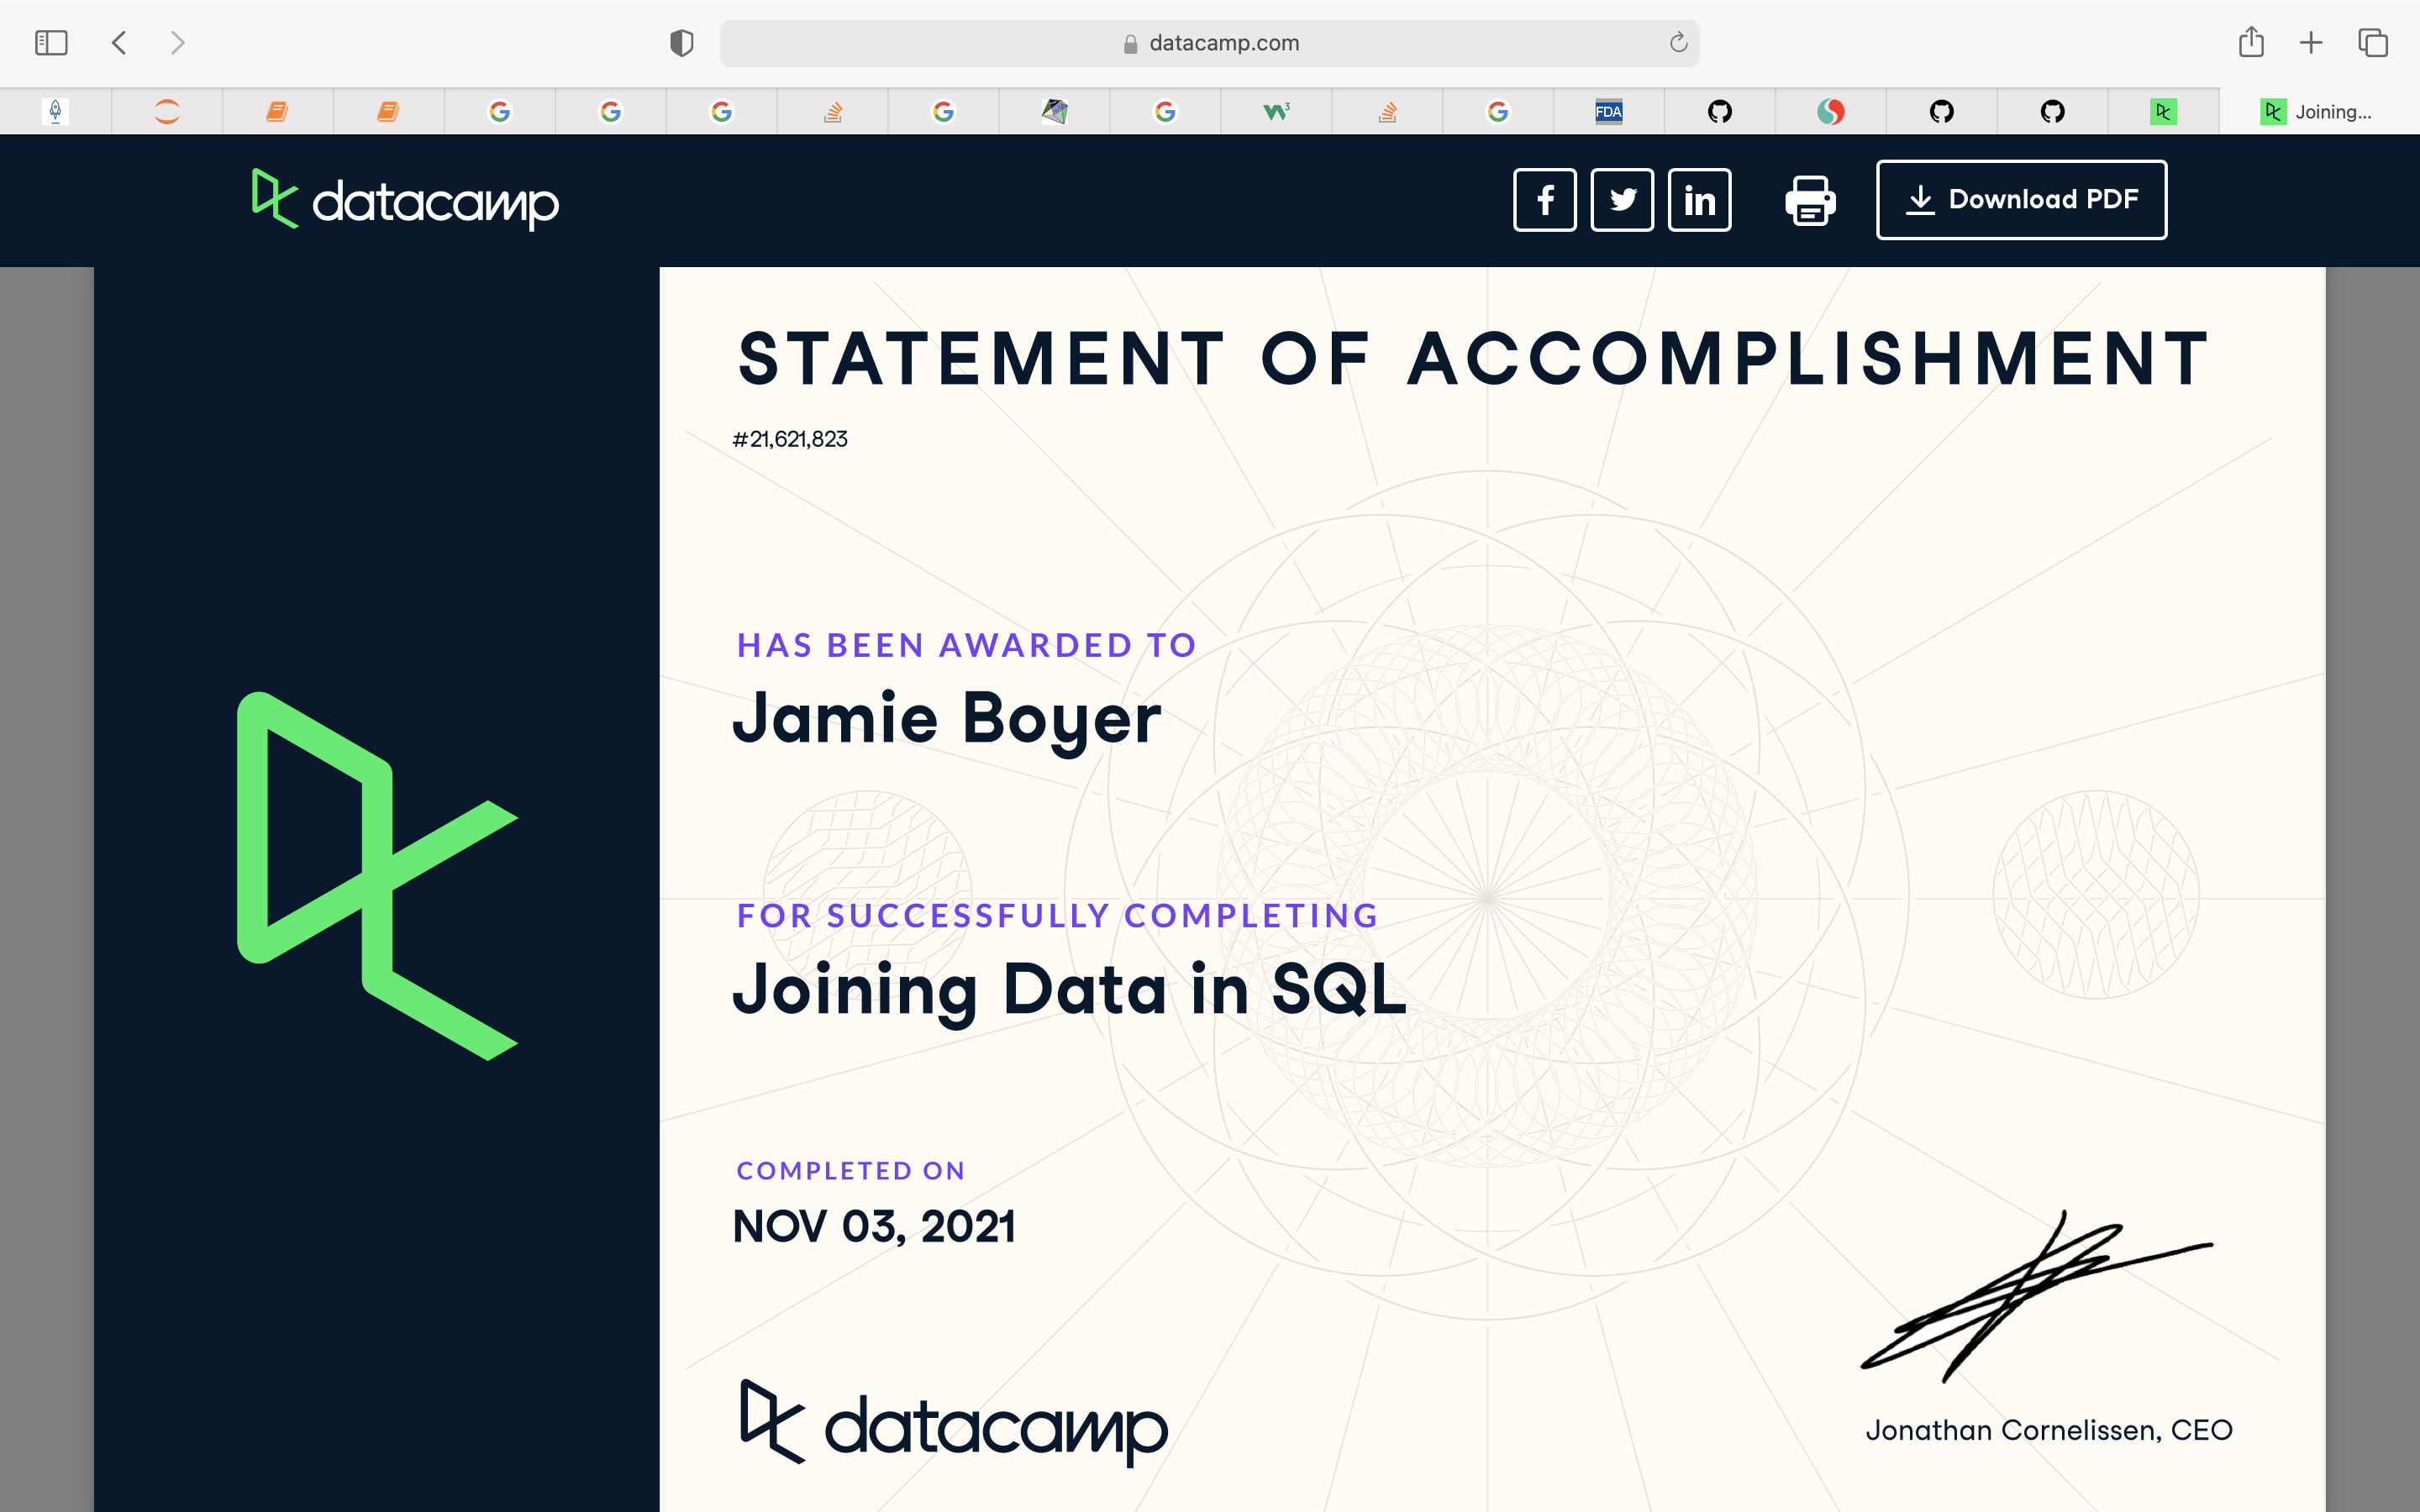 datacamp.com
FDA
Joining...
datacamp
Download PDF
STATEMENT OF ACCOMPLISHMENT
#21,621,823
HAS BEEN AWARDED TO
Jamie Boyer
FOR SUCCESSFULLY COMPLETING
Joining Data in SQL
COMPLETED ON
NOV 03, 2021
datacamp
Jonathan Cornelissen, CEO